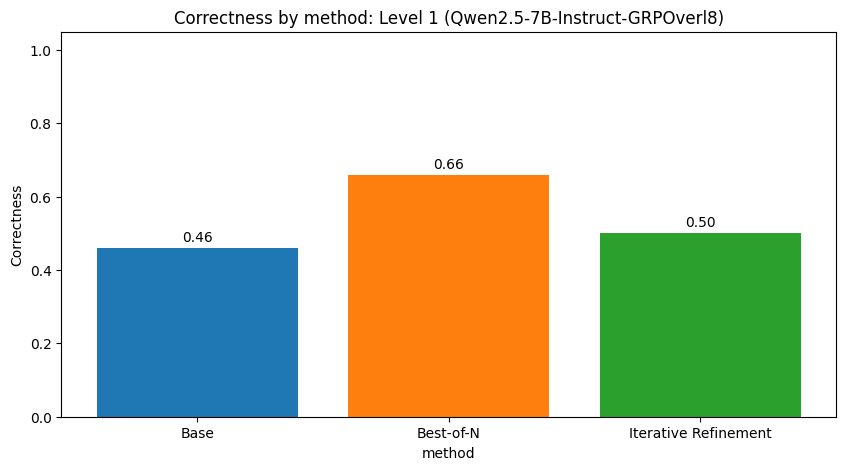 Correctness by method: Level 1 (Qwen2.5-7B-Instruct-GRPOverl8)
1.0
0.8
0.6
0.4
0.2
0.0
Correctness
0.46
0.66
0.50
Base
Best-of-N
Iterative Refinement
method